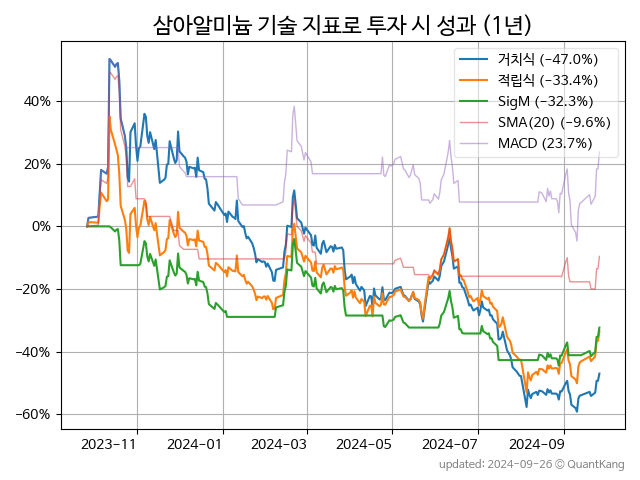 삼아알미늄 기술 지표로 투자 시 성과 (1년)
거치식 (−47.0%)
적립식 (−33.4%)
SigM (−32.3%)
SMA(20) (−9.6%)
MACD (23.7%)
40%
20%
0%
−20%
−40%
−60%
2023-11 2024-01 2024-03 2024-05 2024-07 2024-09
updated: 2024-09-26 © QuantKang